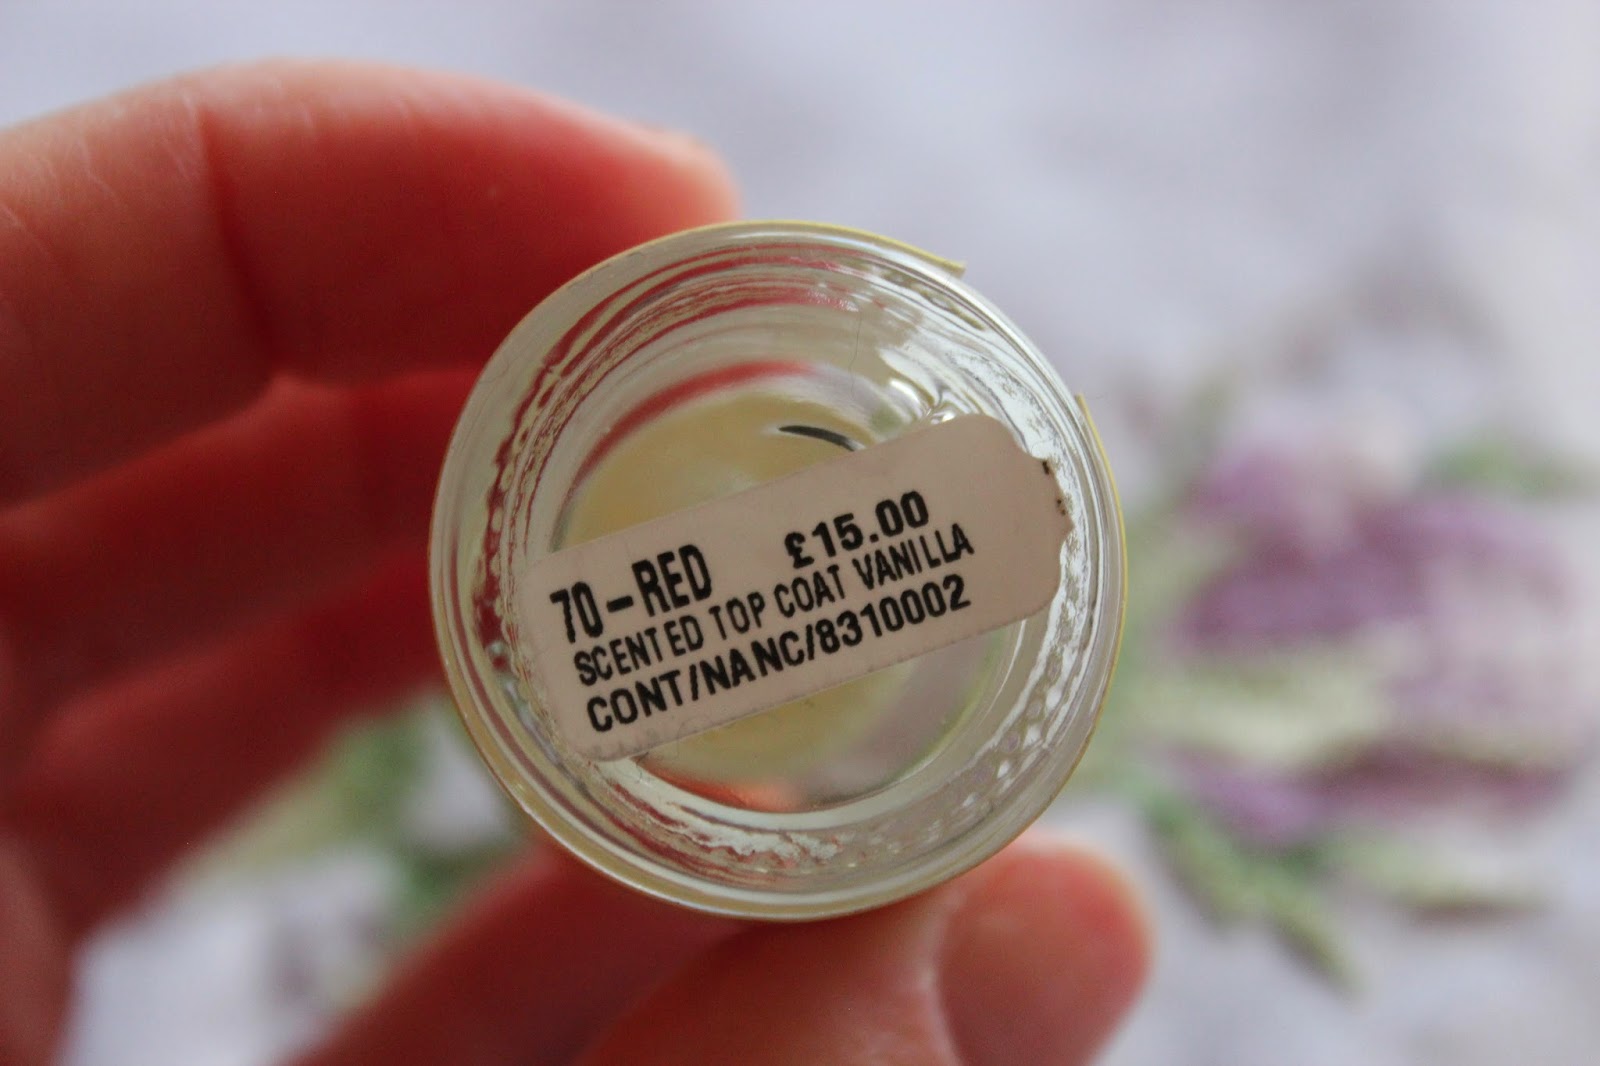 70-RED £15.00
SCENTED TOP COAT VANILLA
CONT/NANC/8310002